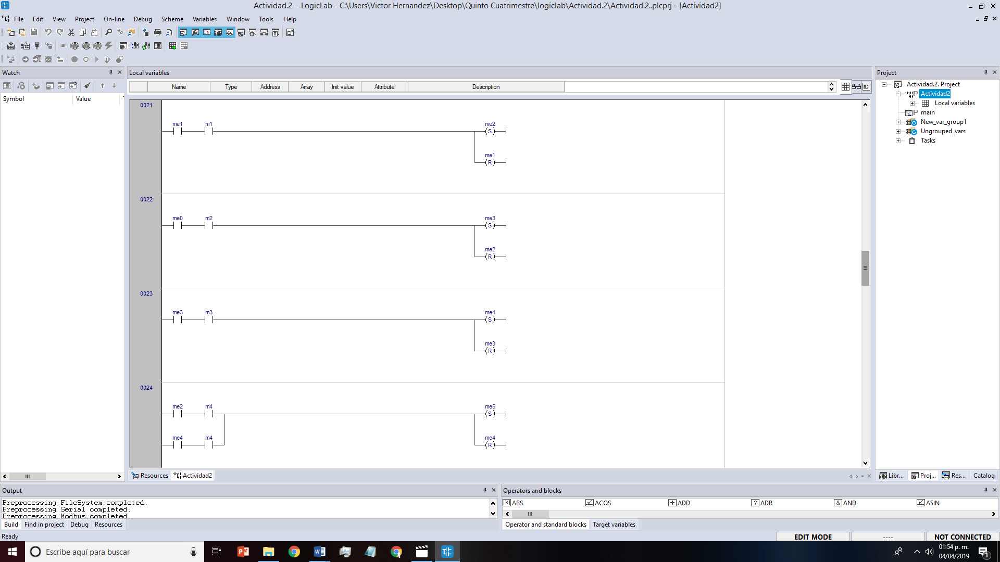 Actividad.2. - LogicLab - C:\Users\Victor Hernandez\Desktop\Quinto Cuatrimestre\logiclab\Actividad.2\Actividad.2..plcprj - [Actividad2]
File Edit View Project On-line Debug Scheme Variables Window Tools Help
Watch
Symbol Value
Local variables
Name Type Address Array Init value Attribute Description
0021
me1 m1 me2
(S)
me1
(R)
0022
me0 m2 me3
(S)
me2
(R)
0023
me3 m3 me4
(S)
me3
(R)
0024
me2 m4 me5
(S)
me4 m4 me4
(R)
Resources Actividad2
Project
Actividad.2. Project
Actividad2
Local variables
main
New_var_group1
Ungrouped_vars
Tasks
Libr... Proj... Res... Catalog
Output
Preprocessing FileSystem completed.
Preprocessing Serial completed.
Preprocessing Modbus completed.
Build Find in project Debug Resources
Operators and blocks
ABS ACOS ADD ADR AND ASIN
Operator and standard blocks Target variables
Ready
EDIT MODE ---- NOT CONNECTED
Escribe aquí para buscar
01:54 p. m.
04/04/2019
1